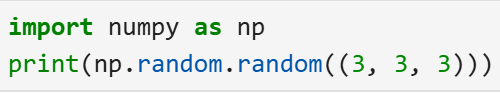 import numpy as np
print(np.random.random((3, 3, 3)))